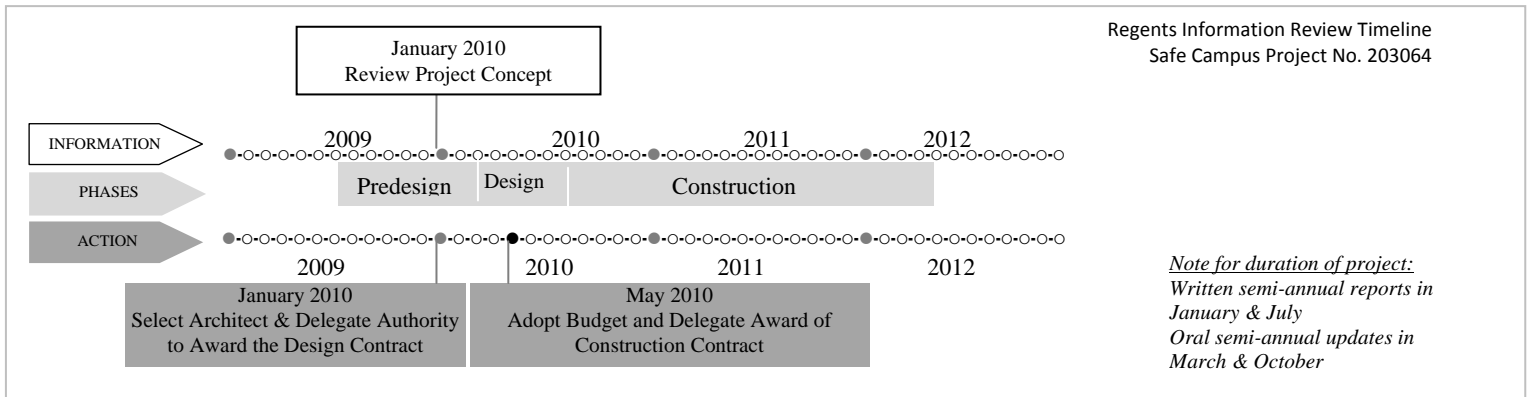 Regents Information Review Timeline
Safe Campus Project No. 203064
January 2010
Review Project Concept
INFORMATION
2009 2010 2011 2012
PHASES
Predesign Design Construction
ACTION
2009 2010 2011 2012
January 2010
Select Architect & Delegate Authority
to Award the Design Contract
May 2010
Adopt Budget and Delegate Award of
Construction Contract
Note for duration of project:
Written semi-annual reports in
January & July
Oral semi-annual updates in
March & October